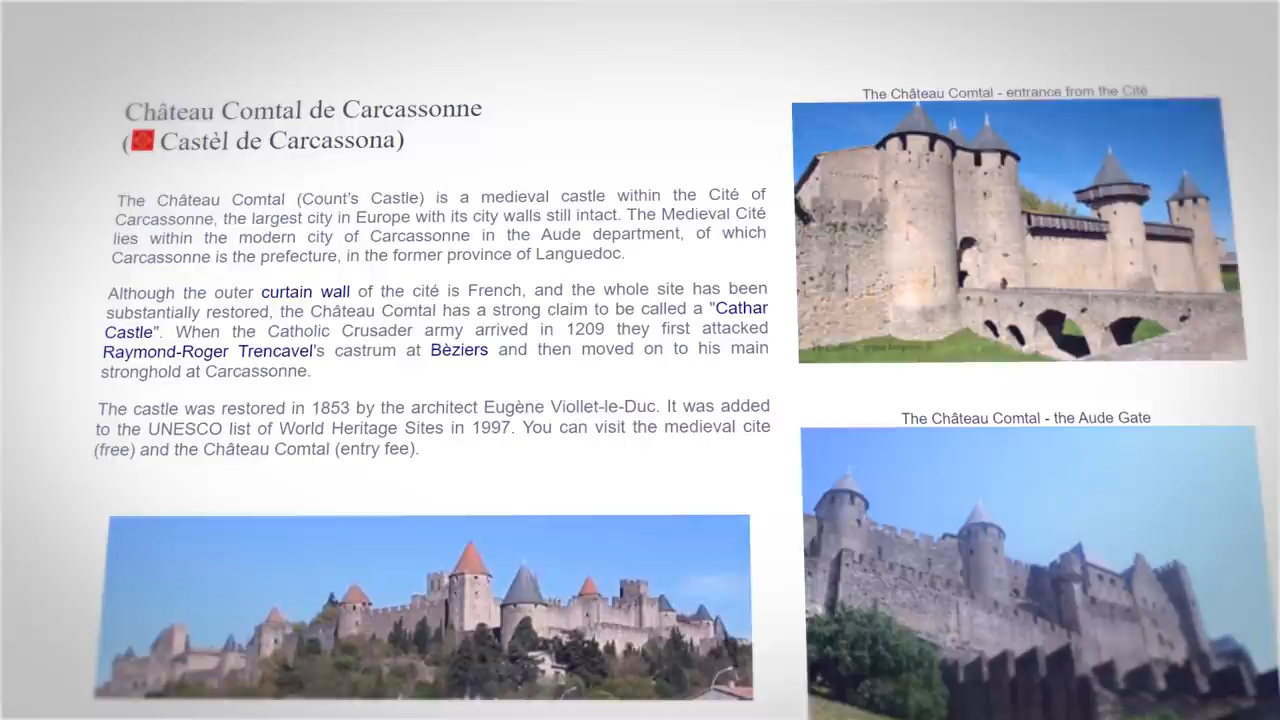 Château Comtal de Carcassonne
( Castèl de Carcassona)
The Château Comtal (Count's Castle) is a medieval castle within the Cité of
Carcassonne, the largest city in Europe with its city walls still intact. The Medieval Cité
lies within the modern city of Carcassonne in the Aude department, of which
Carcassonne is the prefecture, in the former province of Languedoc.
Although the outer curtain wall of the cité is French, and the whole site has been
substantially restored, the Château Comtal has a strong claim to be called a "Cathar
Castle". When the Catholic Crusader army arrived in 1209 they first attacked
Raymond-Roger Trencavel's castrum at Bèziers and then moved on to his main
stronghold at Carcassonne.
The castle was restored in 1853 by the architect Eugène Viollet-le-Duc. It was added
to the UNESCO list of World Heritage Sites in 1997. You can visit the medieval cite
(free) and the Château Comtal (entry fee).
The Château Comtal - entrance from the Cité
The Château Comtal - the Aude Gate